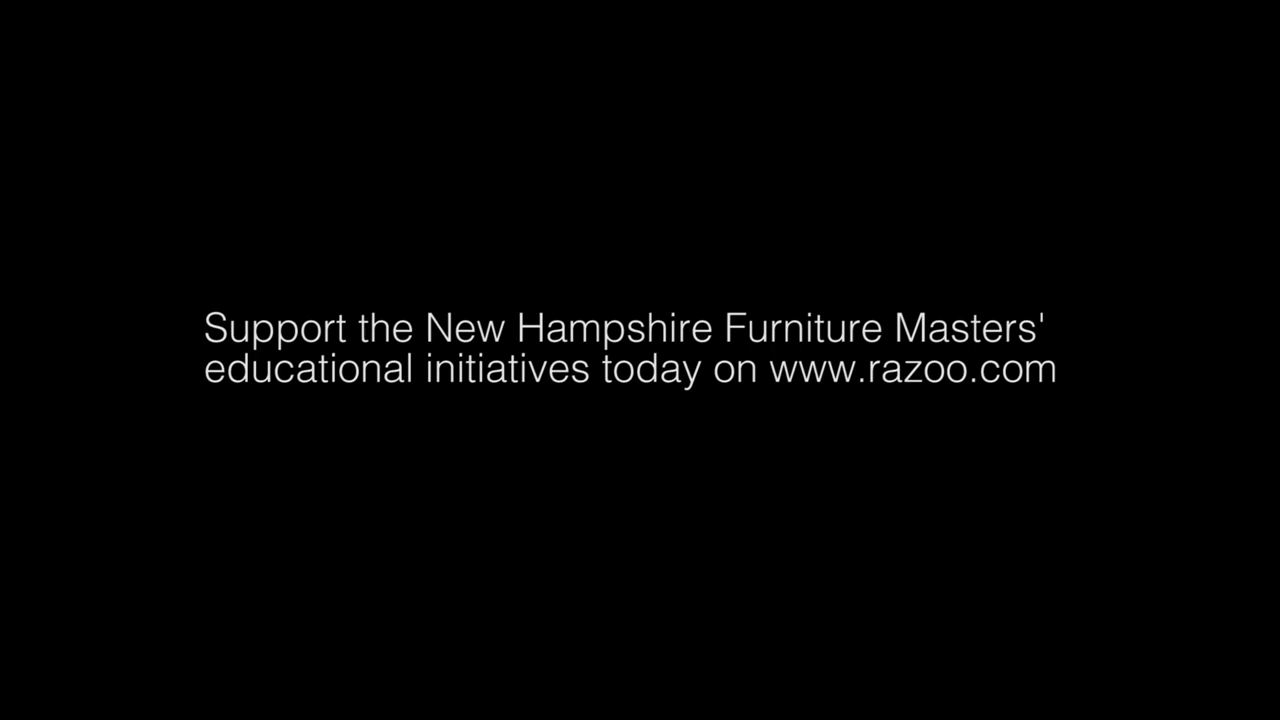 Support the New Hampshire Furniture Masters'
educational initiatives today on www.razoo.com